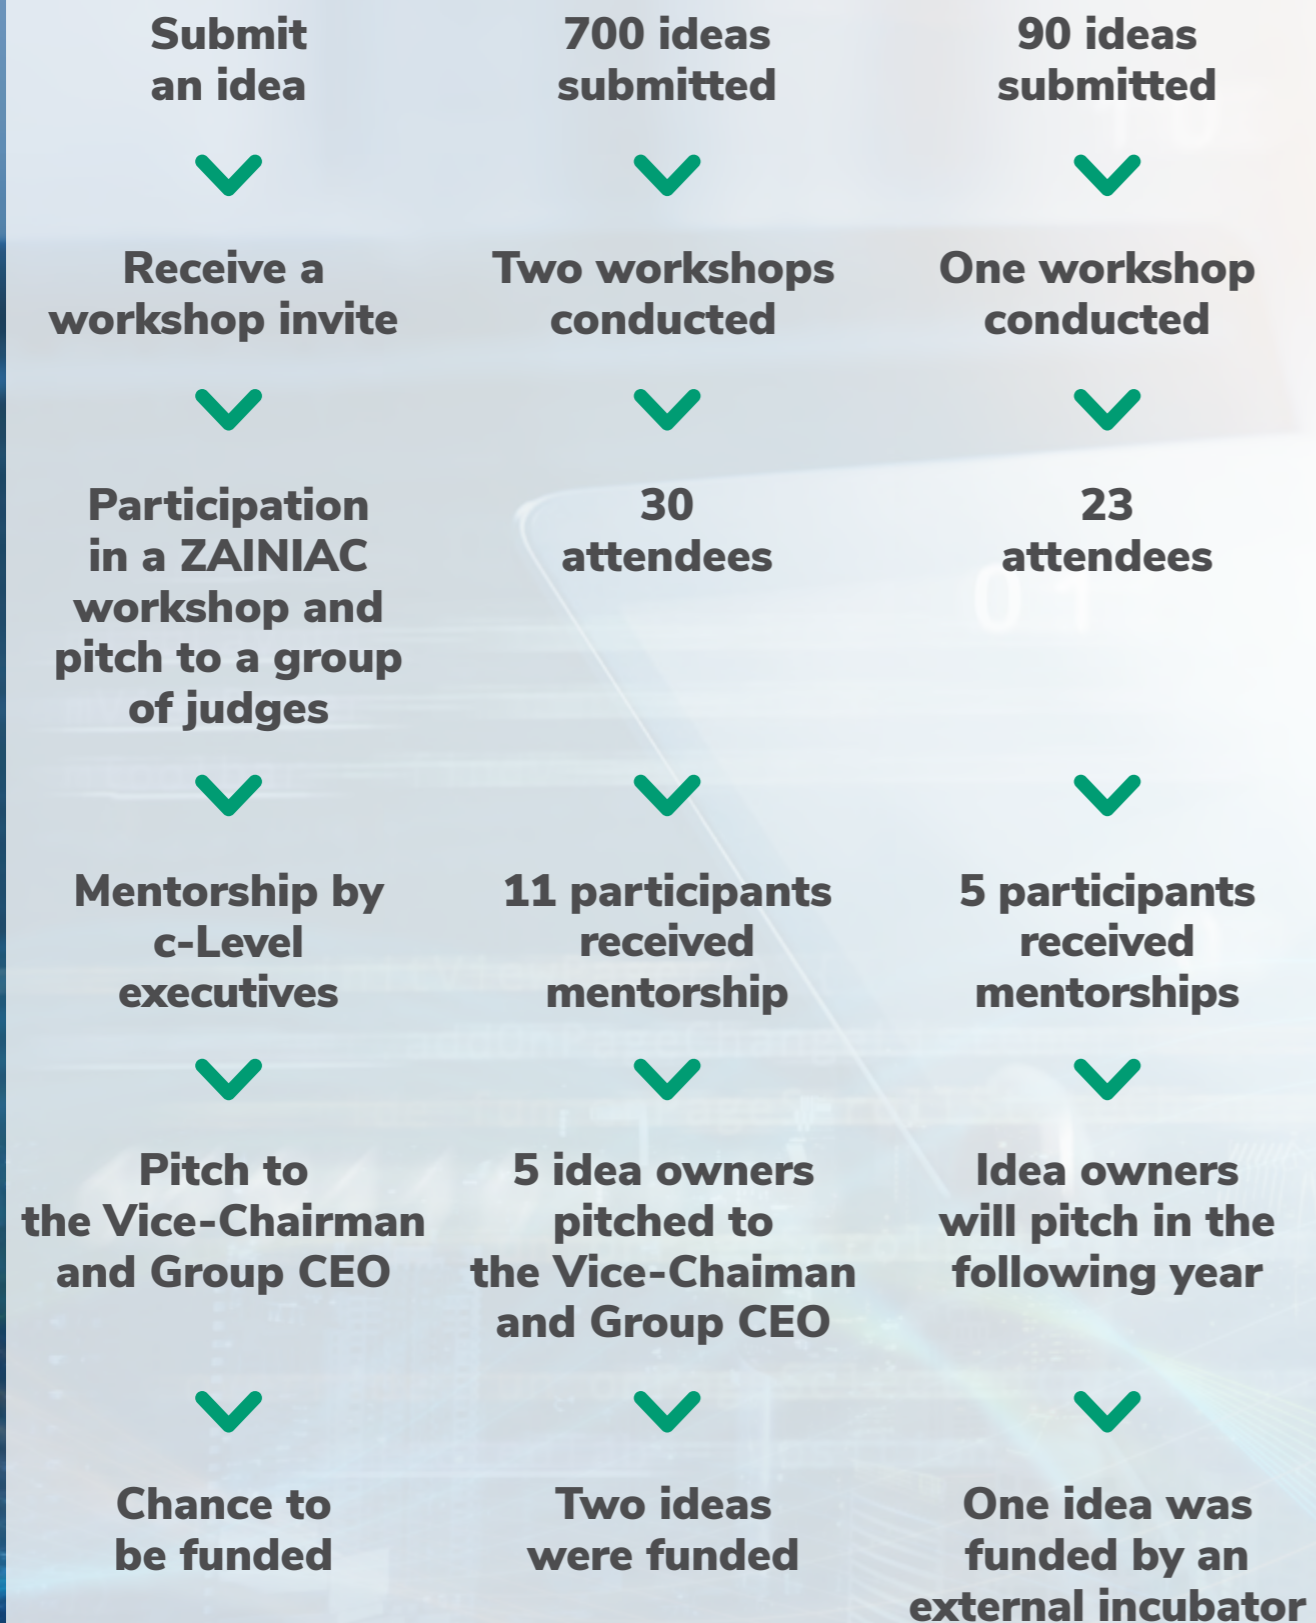 Submit
an idea
700 ideas
submitted
90 ideas
submitted
Receive a
workshop invite
Two workshops
conducted
One workshop
conducted
Participation
in a ZAINIAC
workshop and
pitch to a group
of judges
30
attendees
23
attendees
Mentorship by
c-Level
executives
11 participants
received
mentorship
5 participants
received
mentorships
Pitch to
the Vice-Chairman
and Group CEO
5 idea owners
pitched to
the Vice-Chaiman
and Group CEO
Idea owners
will pitch in the
following year
Chance to
be funded
Two ideas
were funded
One idea was
funded by an
external incubator